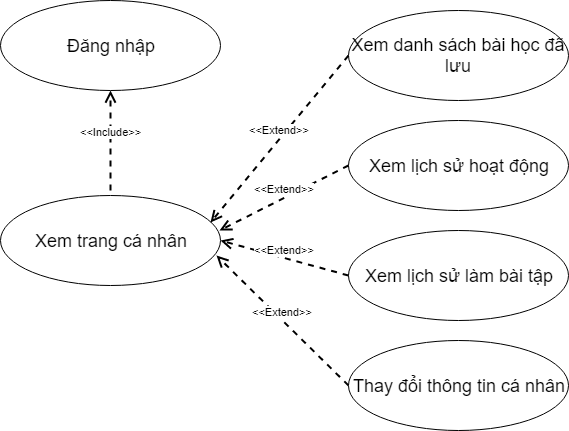 Đăng nhập
<<Include>>
Xem trang cá nhân
Xem danh sách bài học đã
lưu
<<Extend>>
Xem lịch sử hoạt động
<<Extend>>
Xem lịch sử làm bài tập
<<Extend>>
Thay đổi thông tin cá nhân
<<Extend>>